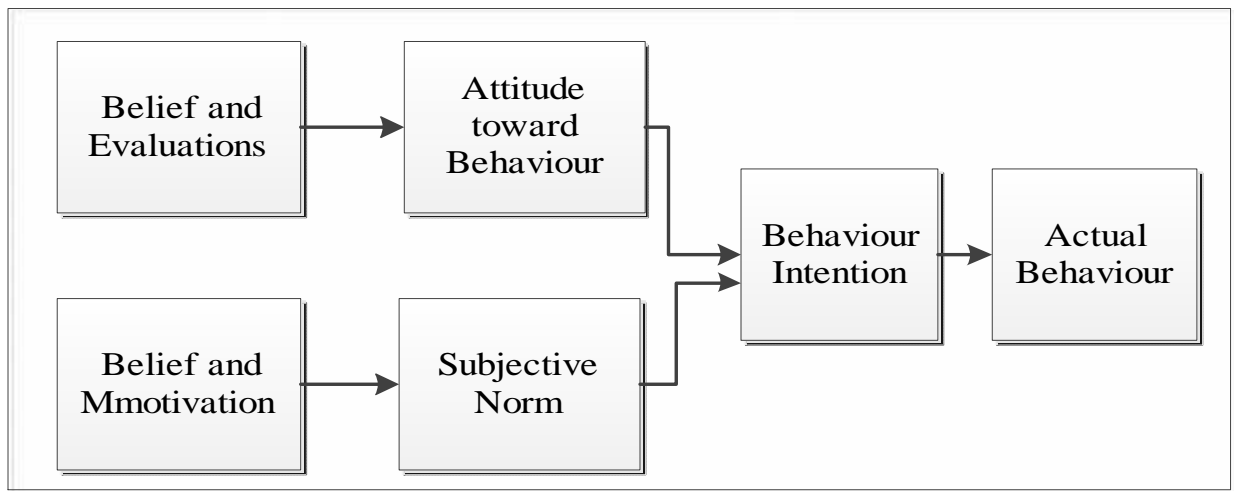 Belief and
Evaluations
Attitude
toward
Behaviour
Belief and
Mmotivation
Subjective
Norm
Behaviour
Intention
Actual
Behaviour